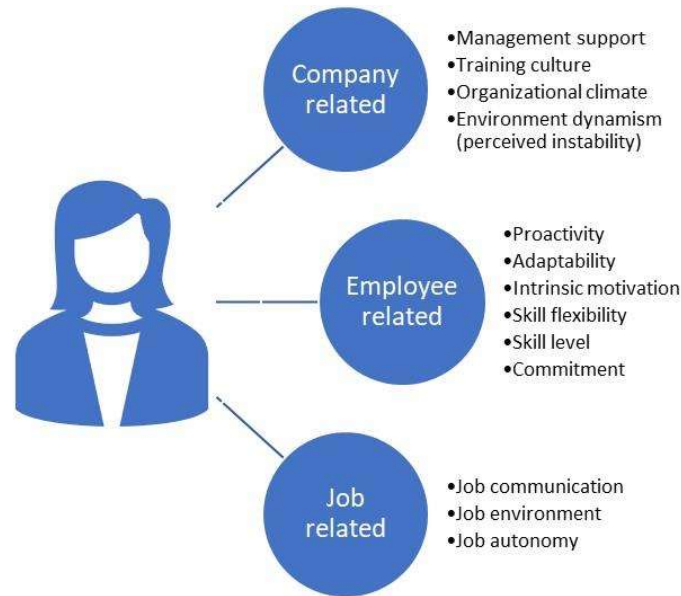 Company
related
•Management support
•Training culture
•Organizational climate
•Environment dynamism
(perceived instability)
Employee
related
•Proactivity
•Adaptability
•Intrinsic motivation
•Skill flexibility
•Skill level
•Commitment
Job
related
•Job communication
•Job environment
•Job autonomy